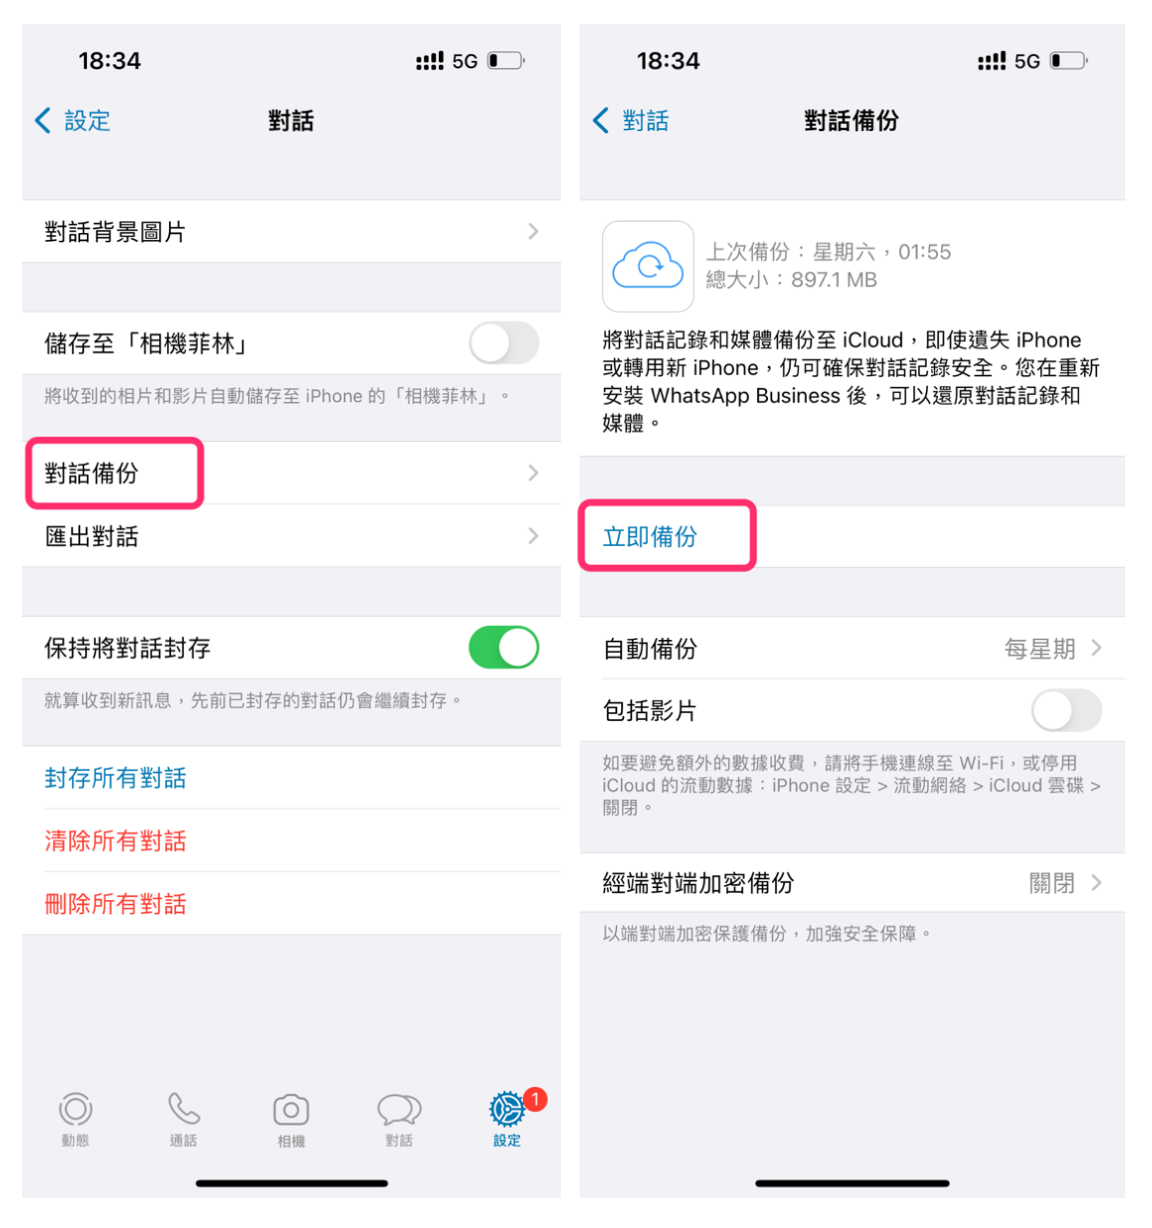 18:34
5G
設定
對話
對話背景圖片
儲存至「相機菲林」
將收到的相片和影片自動儲存至 iPhone 的「相機菲林」。
對話備份
匯出對話
保持將對話封存
就算收到新訊息，先前已封存的對話仍會繼續封存。
封存所有對話
清除所有對話
刪除所有對話
動態
通話
相機
對話
設定
1
18:34
5G
對話
對話備份
上次備份：星期六，01:55
總大小：897.1 MB
將對話記錄和媒體備份至 iCloud，即使遺失 iPhone
或轉用新 iPhone，仍可確保對話記錄安全。您在重新
安裝 WhatsApp Business 後，可以還原對話記錄和
媒體。
立即備份
自動備份
每星期
包括影片
如要避免額外的數據收費，請將手機連線至 Wi-Fi，或停用
iCloud 的流動數據：iPhone 設定 > 流動網絡 > iCloud 雲碟 >
關閉。
經端對端加密備份
關閉
以端對端加密保護備份，加強安全保障。